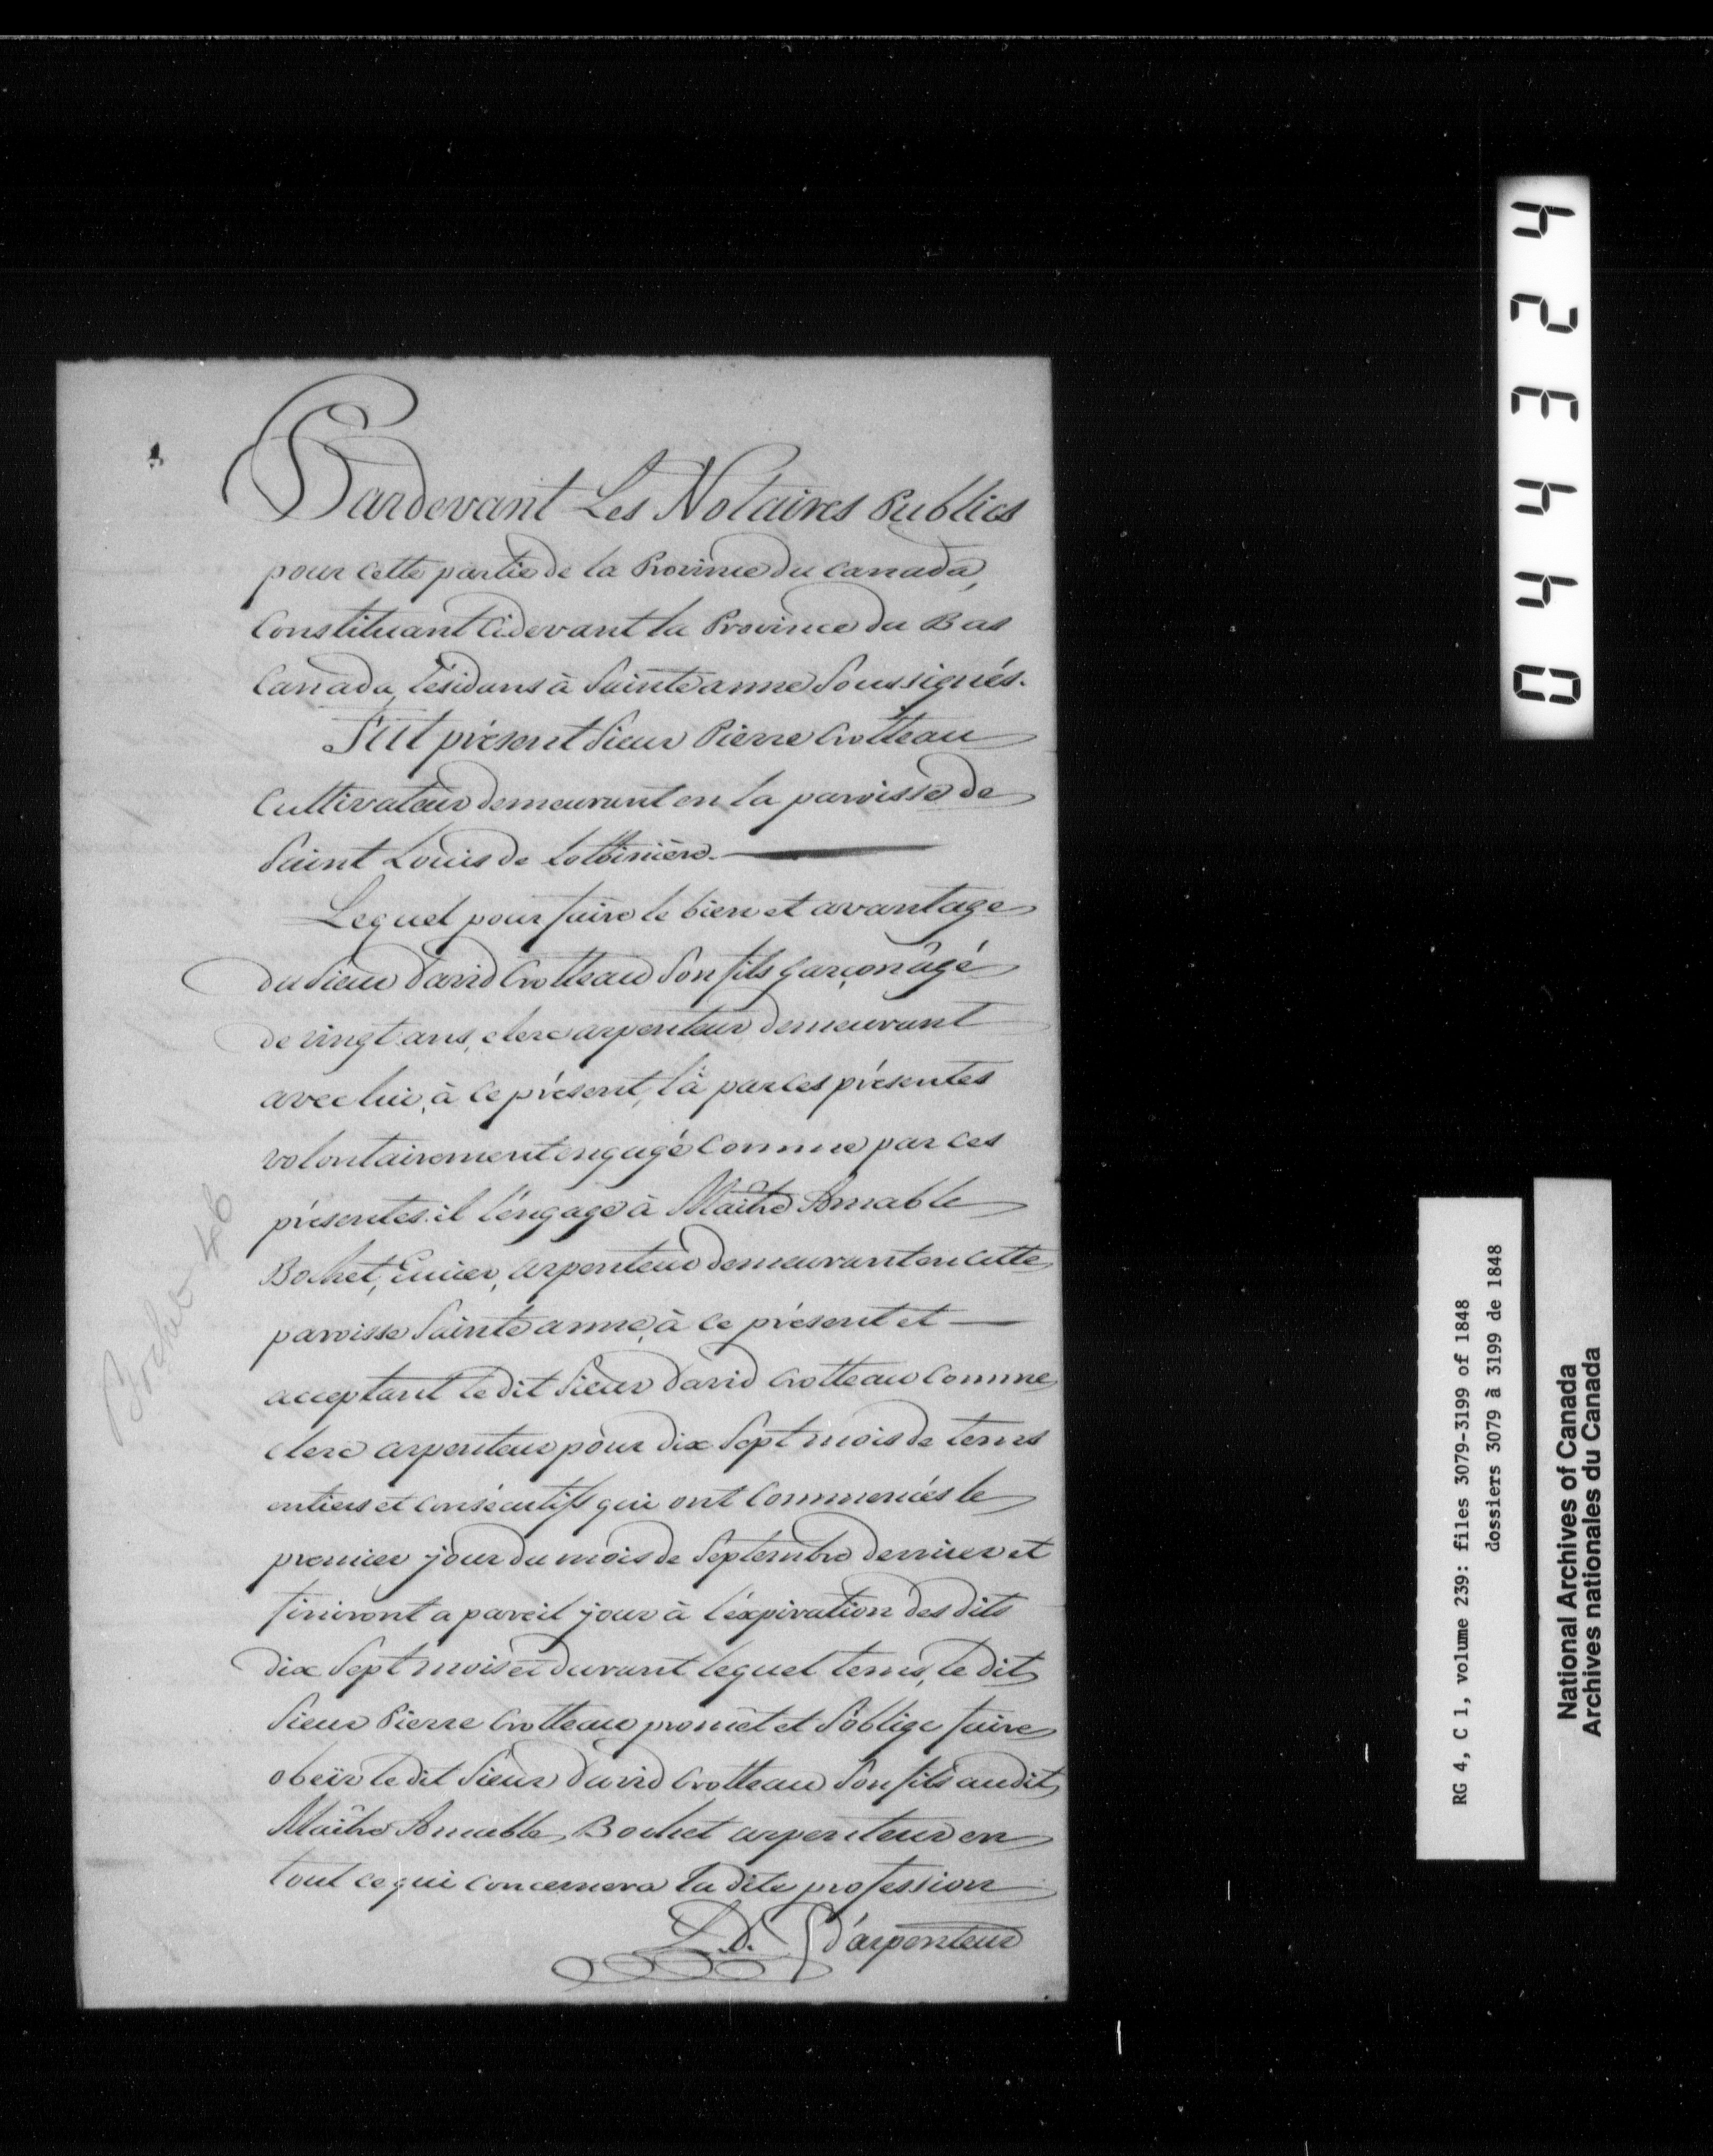 Pardevant Les Notaires Publics
pour cette partie de la Province du Canada,
Constituant Cidevant la Province du Bas
Canada, résidans à Sainte anne Soussignés.
Fut présent Sieur Pierre Crotteau
Cultivateur demeurant en la paroisse de
Saint Louis de Lotbinière.
Lequel pour faire le bien et avantage
du Sieur David Crotteau Son fils garçon âgé
de vingt ans, clerc arpenteur demeurant
avec lui, à ce présent, l'à par ces présentes
volontairement engagé Comme par ces
présentes il l'engage à Maître Amable
Bochet, Ecuier, arpenteur demeurant en cette
paroisse Sainte anne, à ce présent et
acceptant le dit Sieur David Crotteau Comme
clerc arpenteur pour dix Sept mois de tems
entiers et consécutifs qui ont Commencés le
premier jour du mois de Septembre dernier et
finiront a pareil jour à l'éxpiration des dits
dix Sept mois et durant lequel tems, le dit
Sieur Pierre Crotteau promet et S'oblige faire
obeïr le dit Sieur David Crotteau Son fils audit
Maître Amable Bochet arpenteur en
tout ce qui concernera la dite profession
L. D. d'arpenteur
Bochet 46
04434324
RG 4, C 1, volume 239: files 3079-3199 of 1848
dossiers 3079 à 3199 de 1848
National Archives of Canada
Archives nationales du Canada